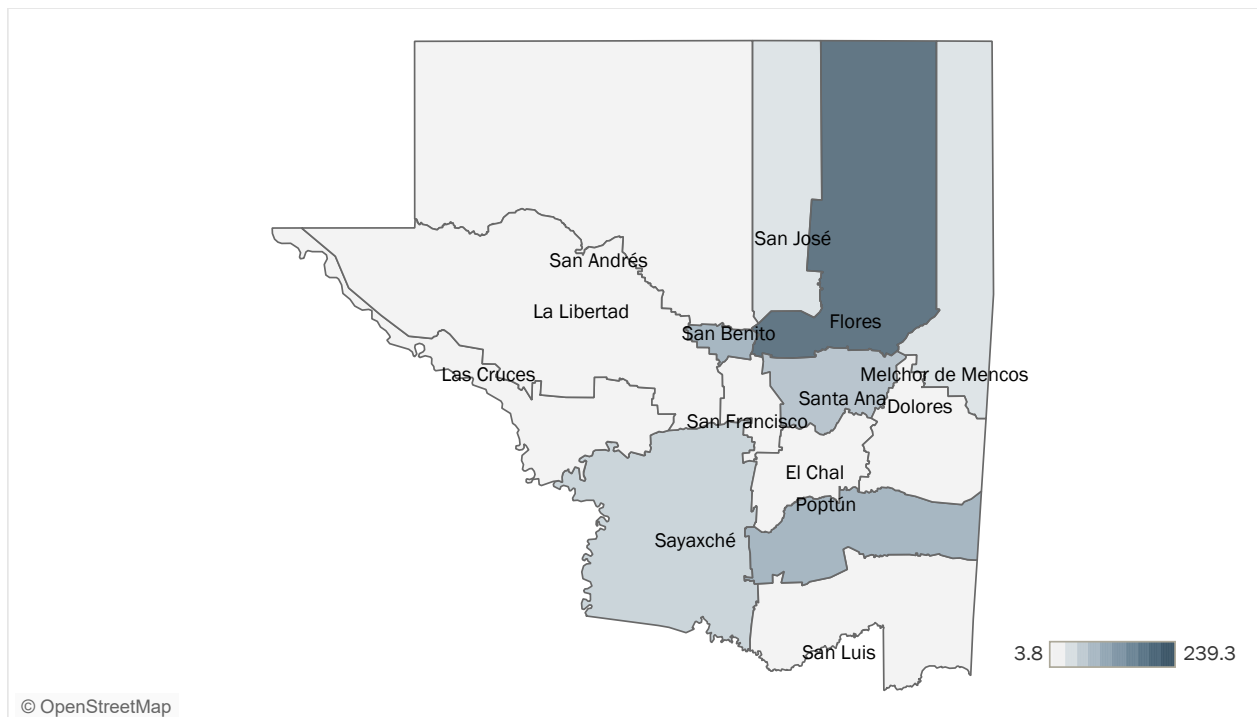 San José
San Andrés
La Libertad
Flores
San Benito
Las Cruces
Melchor de Mencos
Santa Ana
Dolores
San Francisco
El Chal
Poptún
Sayaxché
San Luis
3.8
239.3
© OpenStreetMap